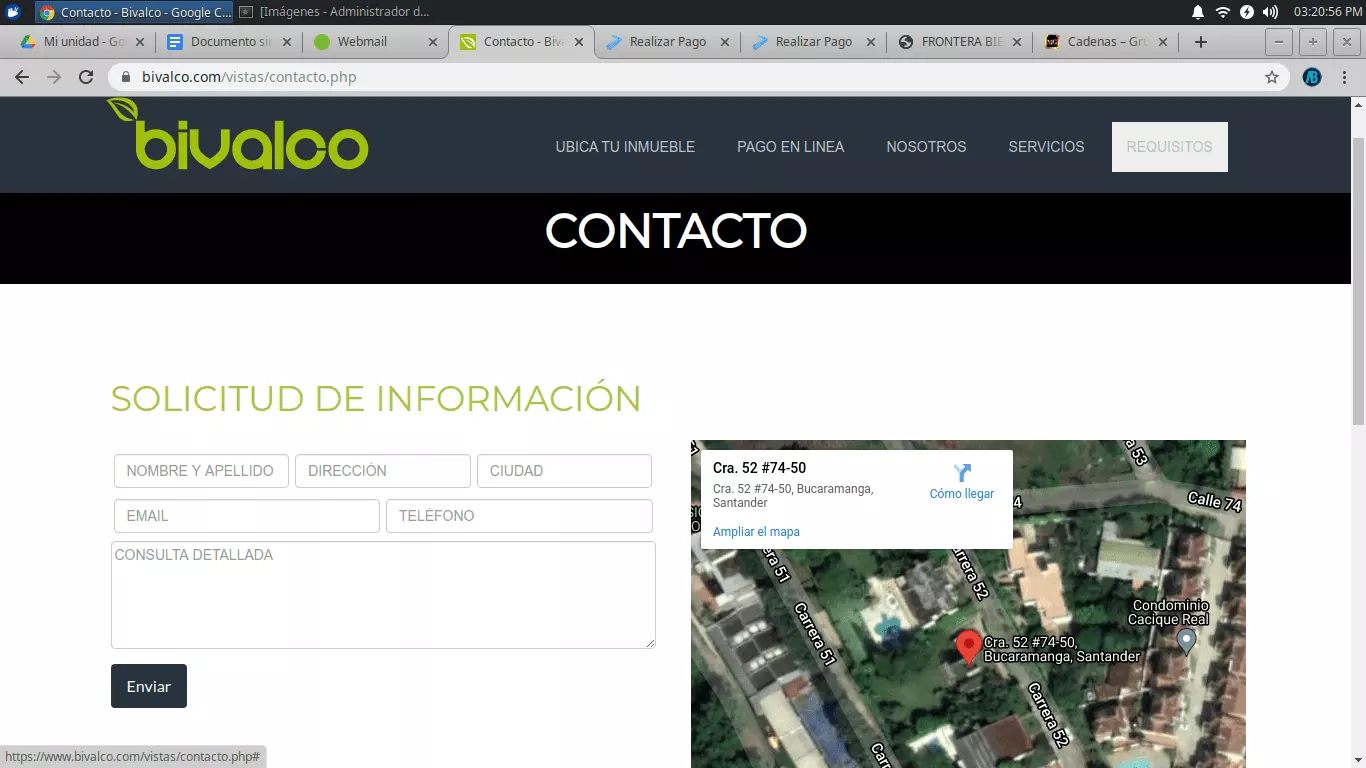 Contacto - Bivalco - Google C...
[Imágenes - Administrador d...
03:20:56 PM
Mi unidad - Go
Documento sin
Webmail
Contacto - Biva
Realizar Pago
Realizar Pago
FRONTERA BIE
Cadenas – Gru
bivalco.com/vistas/contacto.php
bivalco
UBICA TU INMUEBLE
PAGO EN LINEA
NOSOTROS
SERVICIOS
REQUISITOS
CONTACTO
SOLICITUD DE INFORMACIÓN
NOMBRE Y APELLIDO
DIRECCIÓN
CIUDAD
EMAIL
TELÉFONO
CONSULTA DETALLADA
Enviar
Cra. 52 #74-50
Cra. 52 #74-50, Bucaramanga,
Santander
Cómo llegar
Ampliar el mapa
Calle 74
Carrera 52
Carrera 51
Condominio
Cacique Real
Cra. 52 #74-50,
Bucaramanga, Santander
Carrera 52
https://www.bivalco.com/vistas/contacto.php#